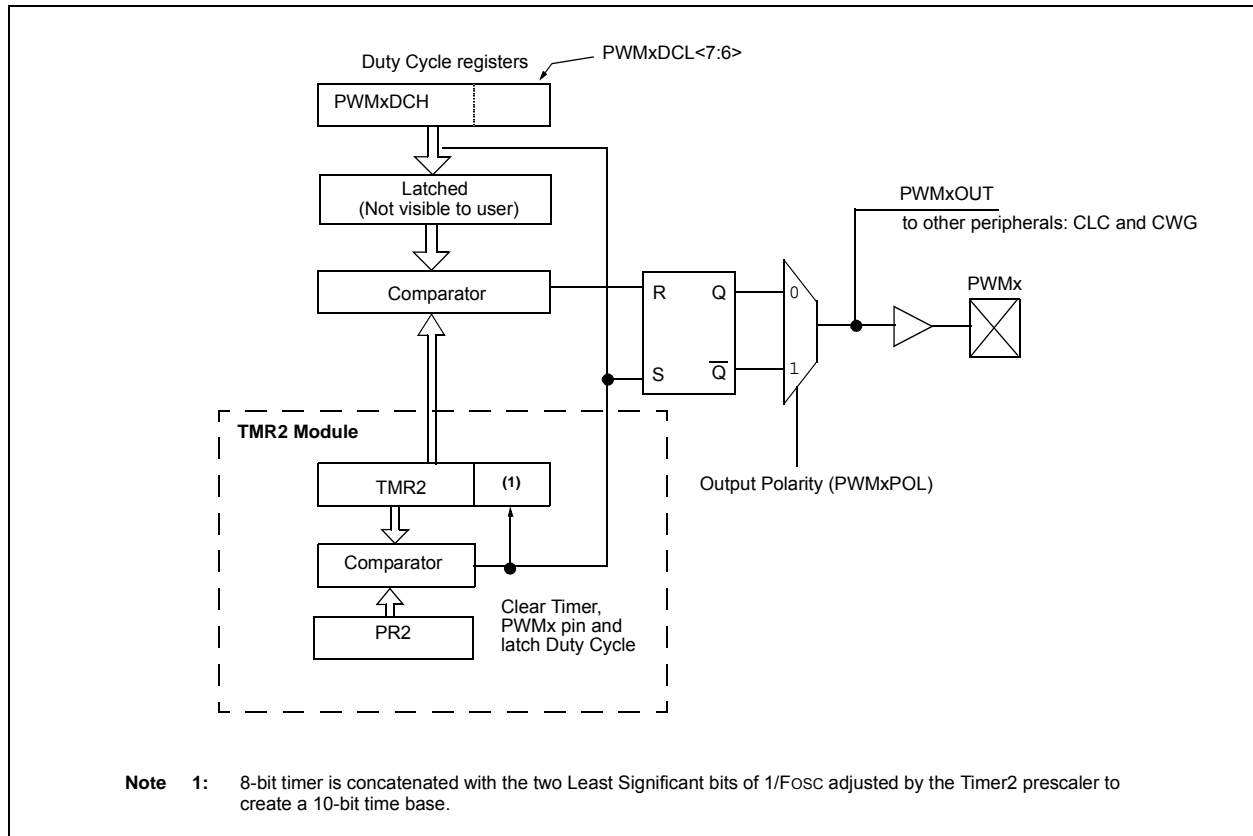 Duty Cycle registers
PWMxDCL<7:6>
PWMxDCH
Latched
(Not visible to user)
Comparator
R
Q
S
Q̅
0
1
PWMxOUT
to other peripherals: CLC and CWG
PWMx
Output Polarity (PWMxPOL)
TMR2 Module
TMR2
(1)
Comparator
PR2
Clear Timer,
PWMx pin and
latch Duty Cycle
Note 1: 8-bit timer is concatenated with the two Least Significant bits of 1/FOSC adjusted by the Timer2 prescaler to
create a 10-bit time base.